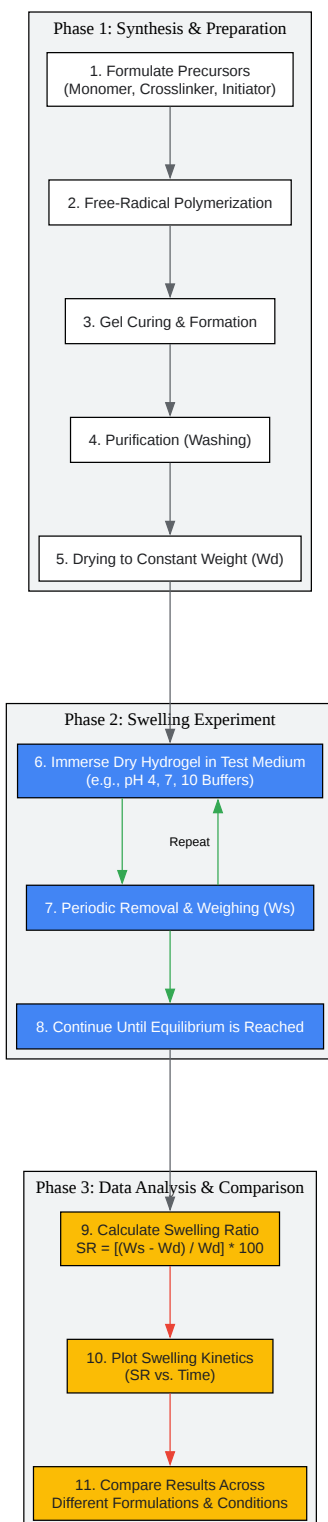 Phase 1: Synthesis & Preparation
1. Formulate Precursors
(Monomer, Crosslinker, Initiator)
2. Free-Radical Polymerization
3. Gel Curing & Formation
4. Purification (Washing)
5. Drying to Constant Weight (Wd)
Phase 2: Swelling Experiment
6. Immerse Dry Hydrogel in Test Medium
(e.g., pH 4, 7, 10 Buffers)
Repeat
7. Periodic Removal & Weighing (Ws)
8. Continue Until Equilibrium is Reached
Phase 3: Data Analysis & Comparison
9. Calculate Swelling Ratio
SR = [(Ws - Wd) / Wd] * 100
10. Plot Swelling Kinetics
(SR vs. Time)
11. Compare Results Across
Different Formulations & Conditions